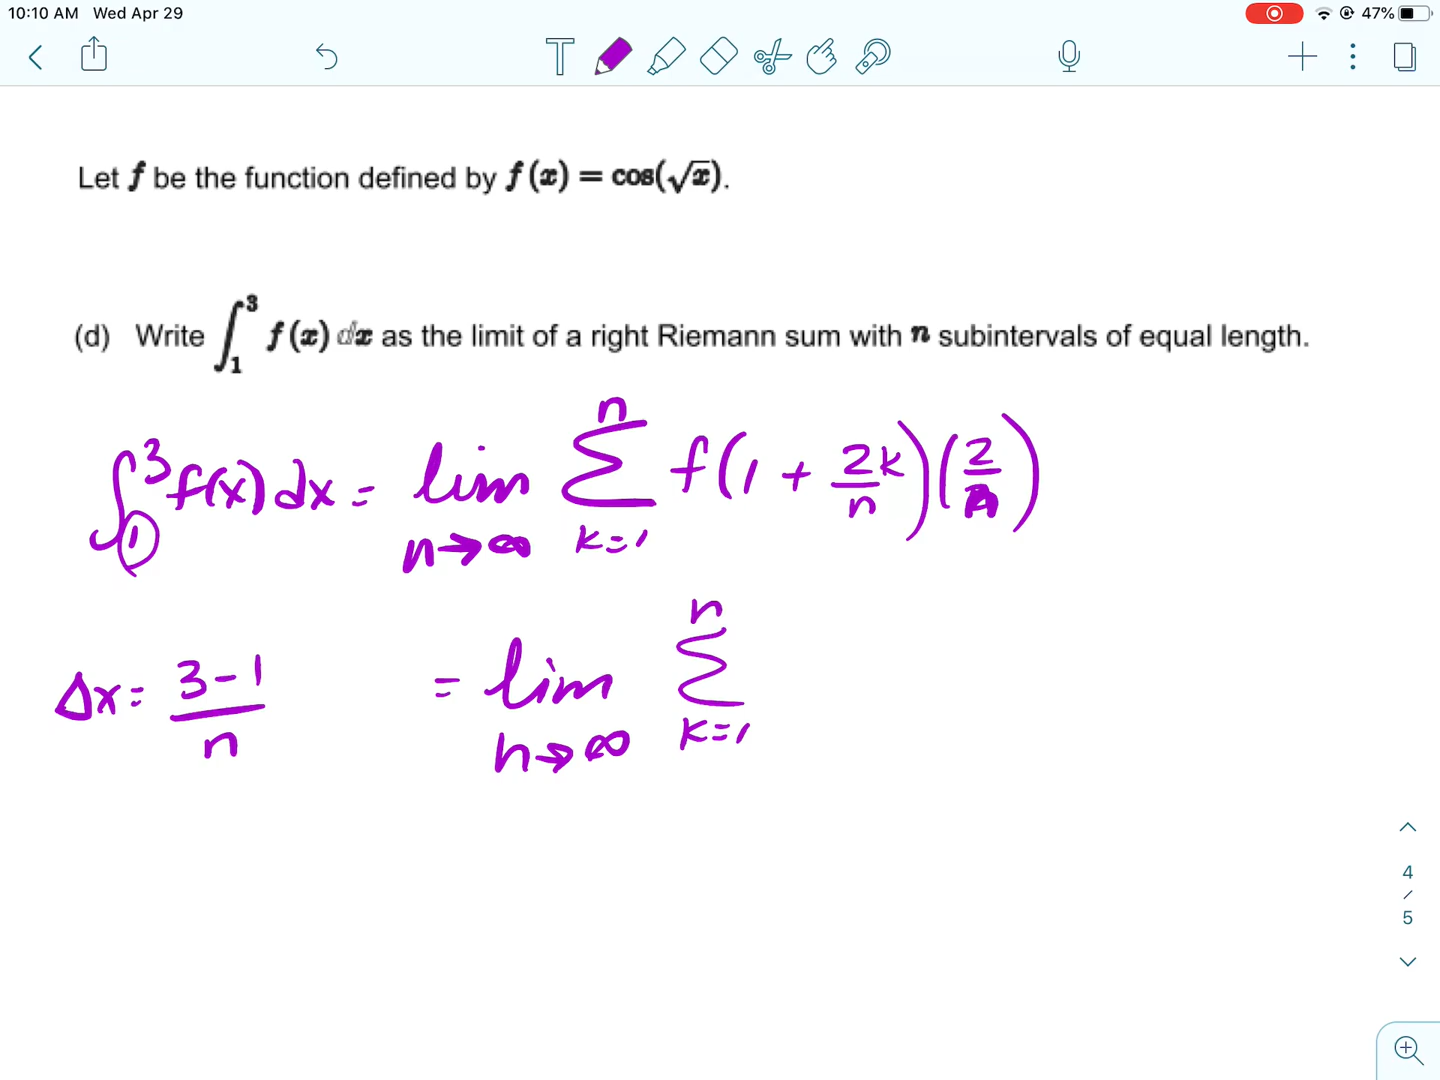 10:10 AM Wed Apr 29
47%
T
Let f be the function defined by f(x) = cos(√x).
(d) Write ∫₁³ f(x) dx as the limit of a right Riemann sum with n subintervals of equal length.
∫₁³ f(x) dx = lim n→∞ Σ k=1 n f(1 + 2k/n)(2/n)
Δx = 3-1/n
= lim n→∞ Σ k=1 n
4
/
5